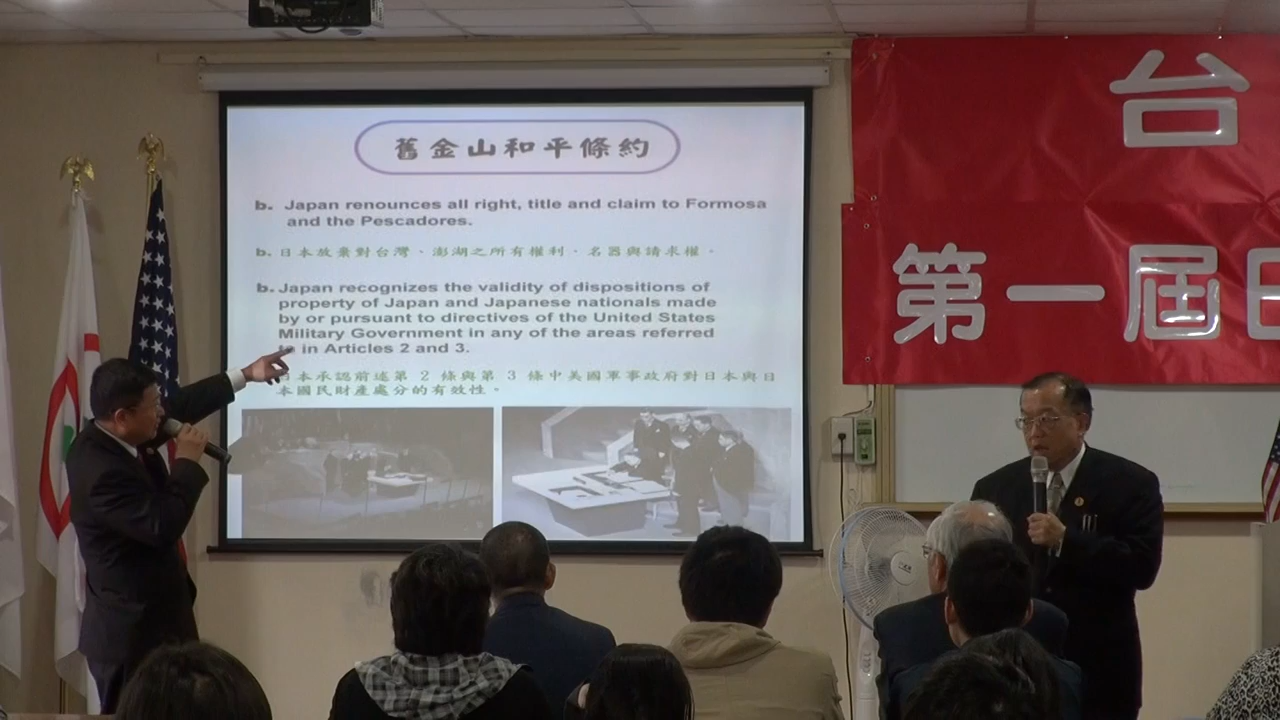 舊金山和平條約
b. Japan renounces all right, title and claim to Formosa
and the Pescadores.
b. 日本放棄對台灣、澎湖之所有權利、名器與請求權。
b. Japan recognizes the validity of dispositions of
property of Japan and Japanese nationals made
by or pursuant to directives of the United States
Military Government in any of the areas referred
to in Articles 2 and 3.
日本承認前述第 2 條與第 3 條中美國軍事政府對日本與日
本國民財產處分的有效性。
台
第一屆日